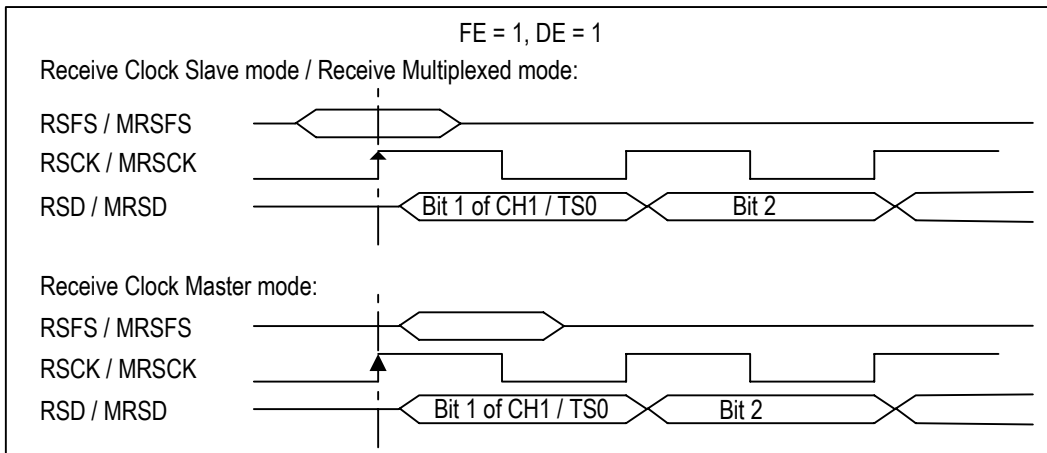 FE = 1, DE = 1
Receive Clock Slave mode / Receive Multiplexed mode:
RSFS / MRSFS
RSCK / MRSCK
RSD / MRSD
Bit 1 of CH1 / TS0
Bit 2
Receive Clock Master mode:
RSFS / MRSFS
RSCK / MRSCK
RSD / MRSD
Bit 1 of CH1 / TS0
Bit 2